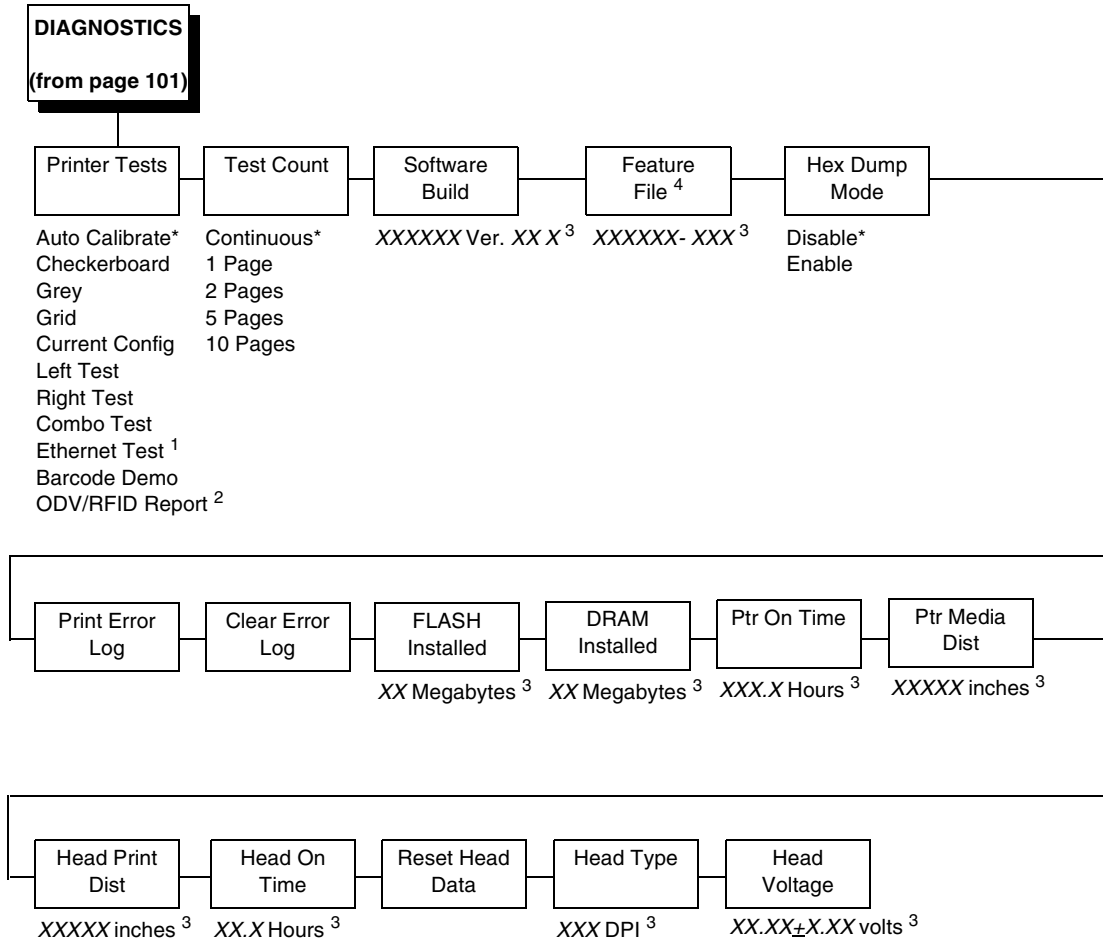 DIAGNOSTICS
(from page 101)
Printer Tests
Auto Calibrate*
Checkerboard
Grey
Grid
Current Config
Left Test
Right Test
Combo Test
Ethernet Test 1
Barcode Demo
ODV/RFID Report 2
Test Count
Continuous*
1 Page
2 Pages
5 Pages
10 Pages
Software
Build
XXXXXX Ver. XX X 3
Feature
File 4
XXXXXX- XXX 3
Hex Dump
Mode
Disable*
Enable
Print Error
Log
Clear Error
Log
FLASH
Installed
XX Megabytes 3
DRAM
Installed
XX Megabytes 3
Ptr On Time
XXX.X Hours 3
Ptr Media
Dist
XXXXX inches 3
Head Print
Dist
XXXXX inches 3
Head On
Time
XX.X Hours 3
Reset Head
Data
Head Type
XXX DPI 3
Head
Voltage
XX.XX±X.XX volts 3